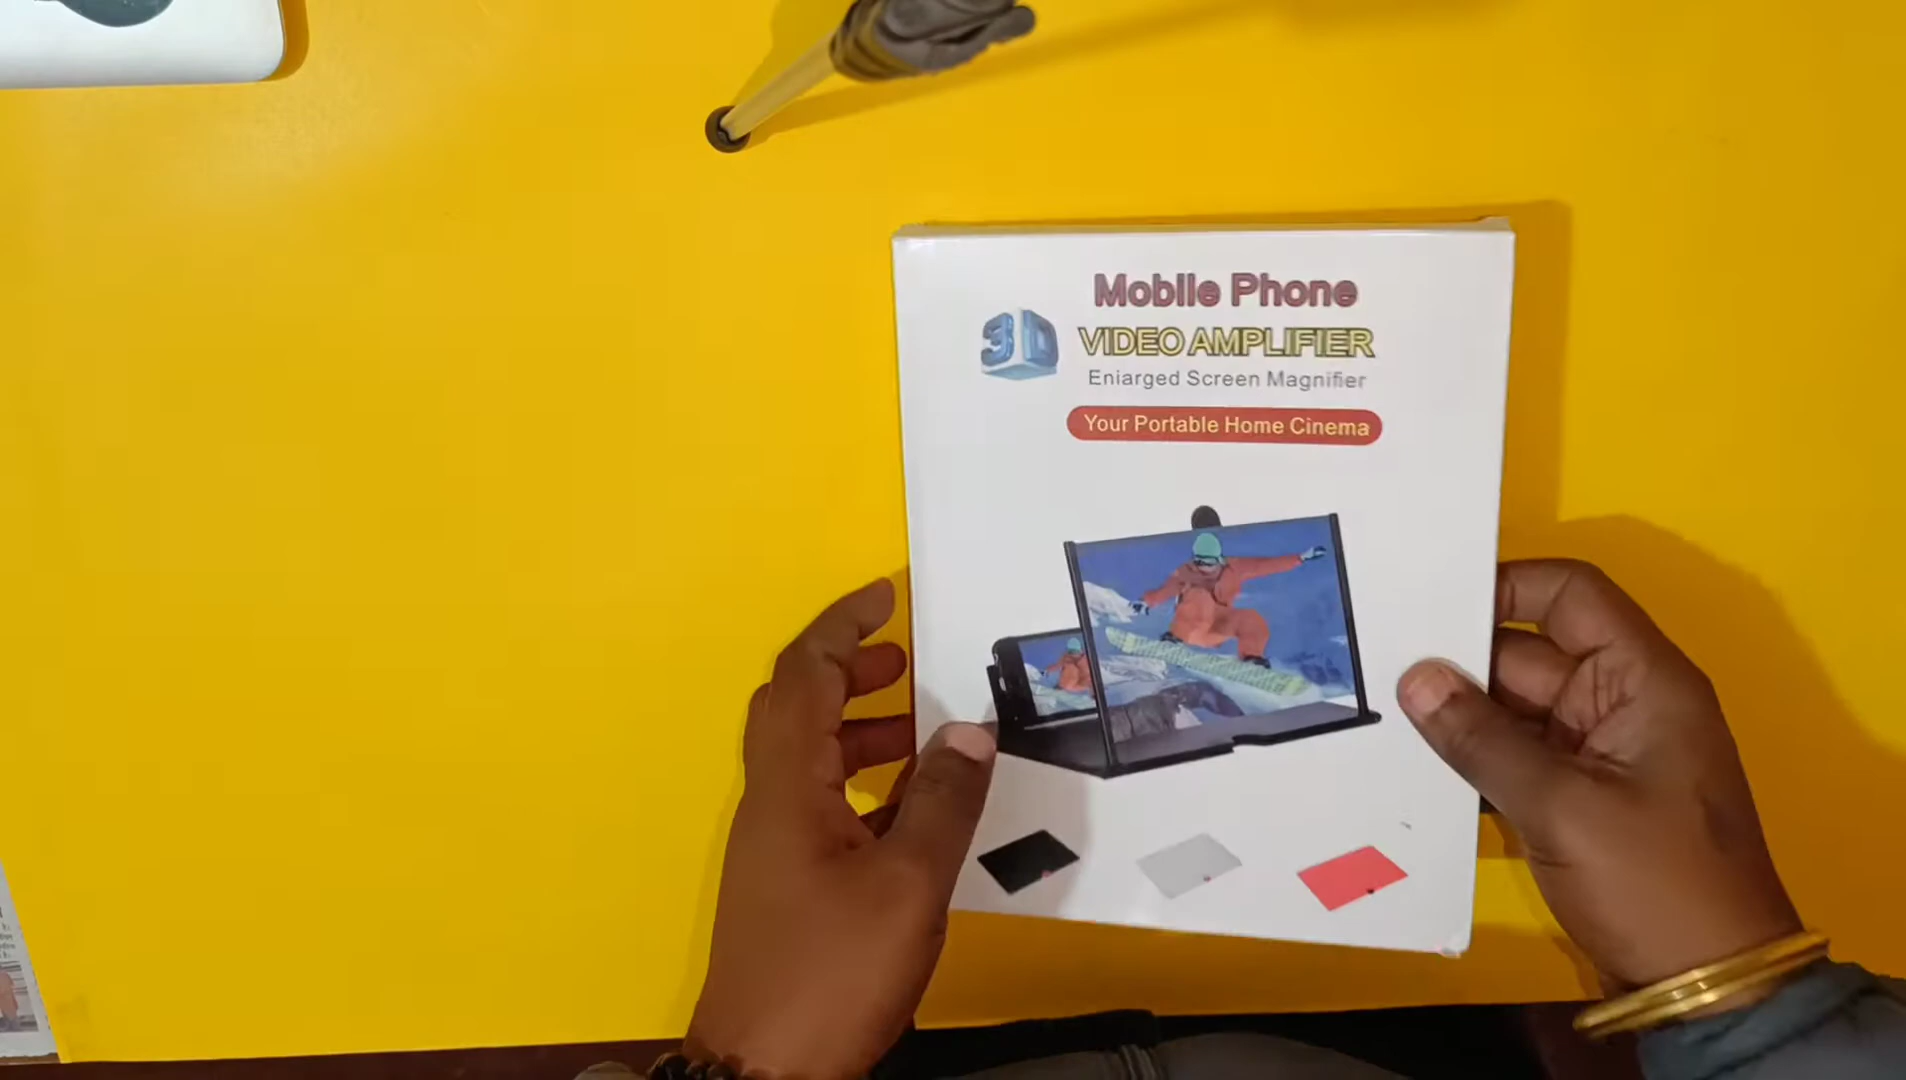 Mobile Phone
3D
VIDEO AMPLIFIER
Eniarged Screen Magnifier
Your Portable Home Cinema